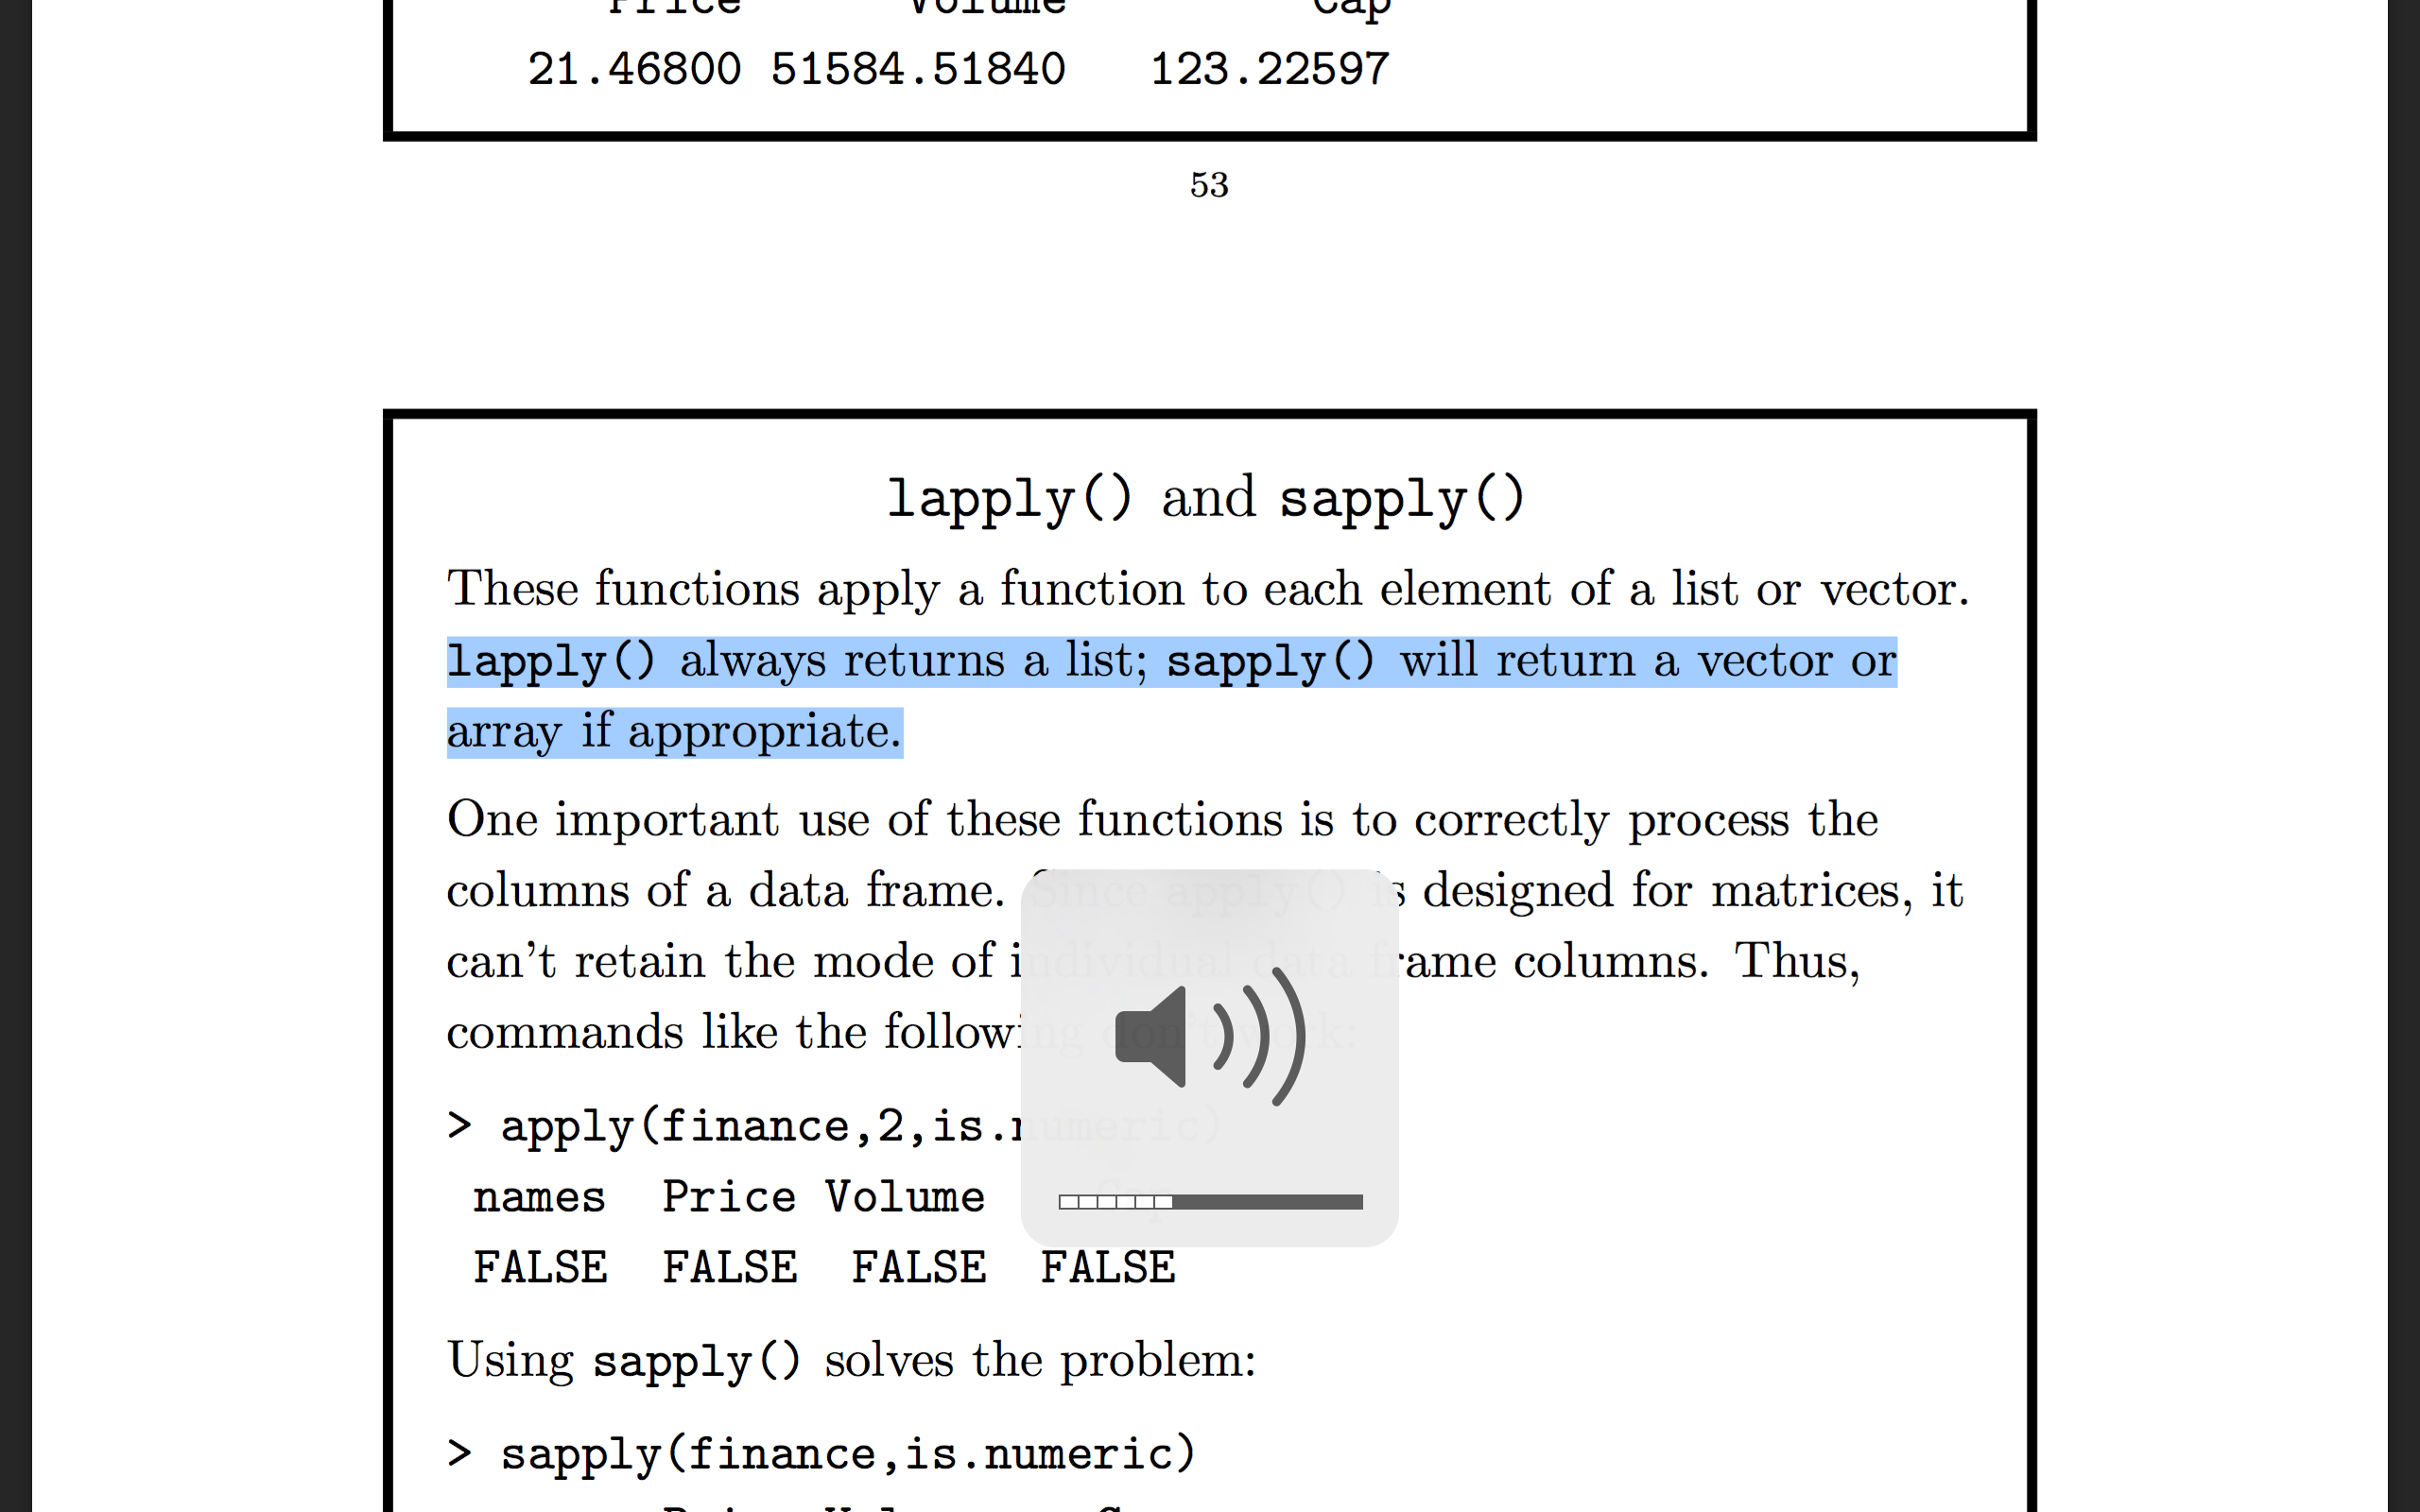 Price Volume Cap
21.46800 51584.51840 123.22597
53
lapply() and sapply()
These functions apply a function to each element of a list or vector.
lapply() always returns a list; sapply() will return a vector or
array if appropriate.
One important use of these functions is to correctly process the
columns of a data frame. Since apply() is designed for matrices, it
can't retain the mode of individual data frame columns. Thus,
commands like the following don't work:
> apply(finance,2,is.numeric)
names Price Volume Cap
FALSE FALSE FALSE FALSE
Using sapply() solves the problem:
> sapply(finance,is.numeric)